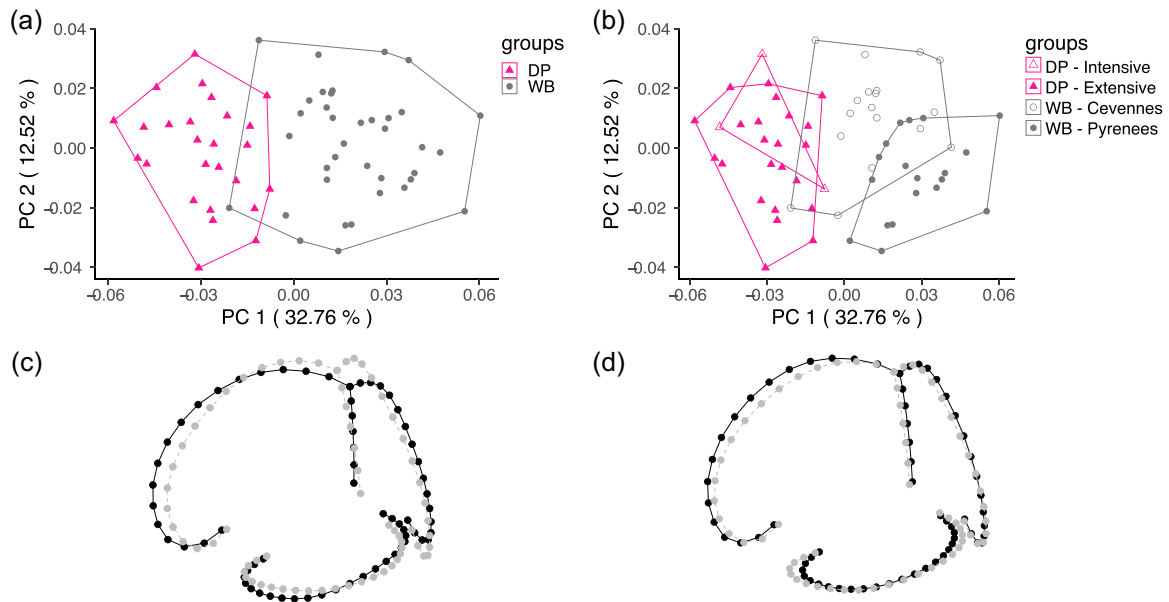 (a)
0.04
0.02
0.00
−0.02
−0.04
PC 2 ( 12.52 % )
−0.06
−0.03
0.00
0.03
0.06
PC 1 ( 32.76 % )
groups
DP
WB
(b)
0.04
0.02
0.00
−0.02
−0.04
PC 2 ( 12.52 % )
−0.06
−0.03
0.00
0.03
0.06
PC 1 ( 32.76 % )
groups
DP - Intensive
DP - Extensive
WB - Cevennes
WB - Pyrenees
(c)
(d)